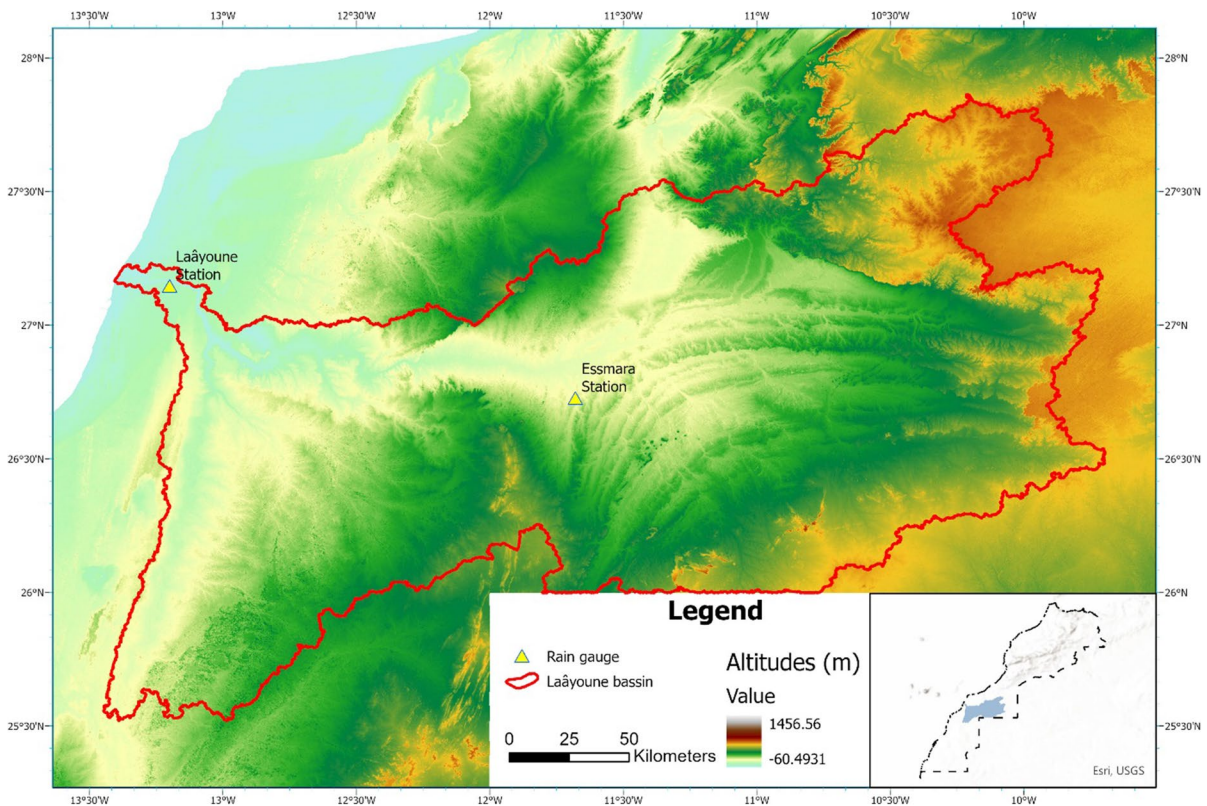 13°30'W 13°W 12°30'W 12°W 11°30'W 11°W 10°30'W 10°W
28°N 28°N
27°30'N 27°30'N
Laâyoune
Station
27°N 27°N
Essmara
Station
26°30'N 26°30'N
26°N 26°N
Legend
Rain gauge
Laâyoune bassin
0 25 50
Kilometers
Altitudes (m)
Value
1456.56
-60.4931
25°30'N 25°30'N
Esri, USGS
13°30'W 13°W 12°30'W 12°W 11°30'W 11°W 10°30'W 10°W